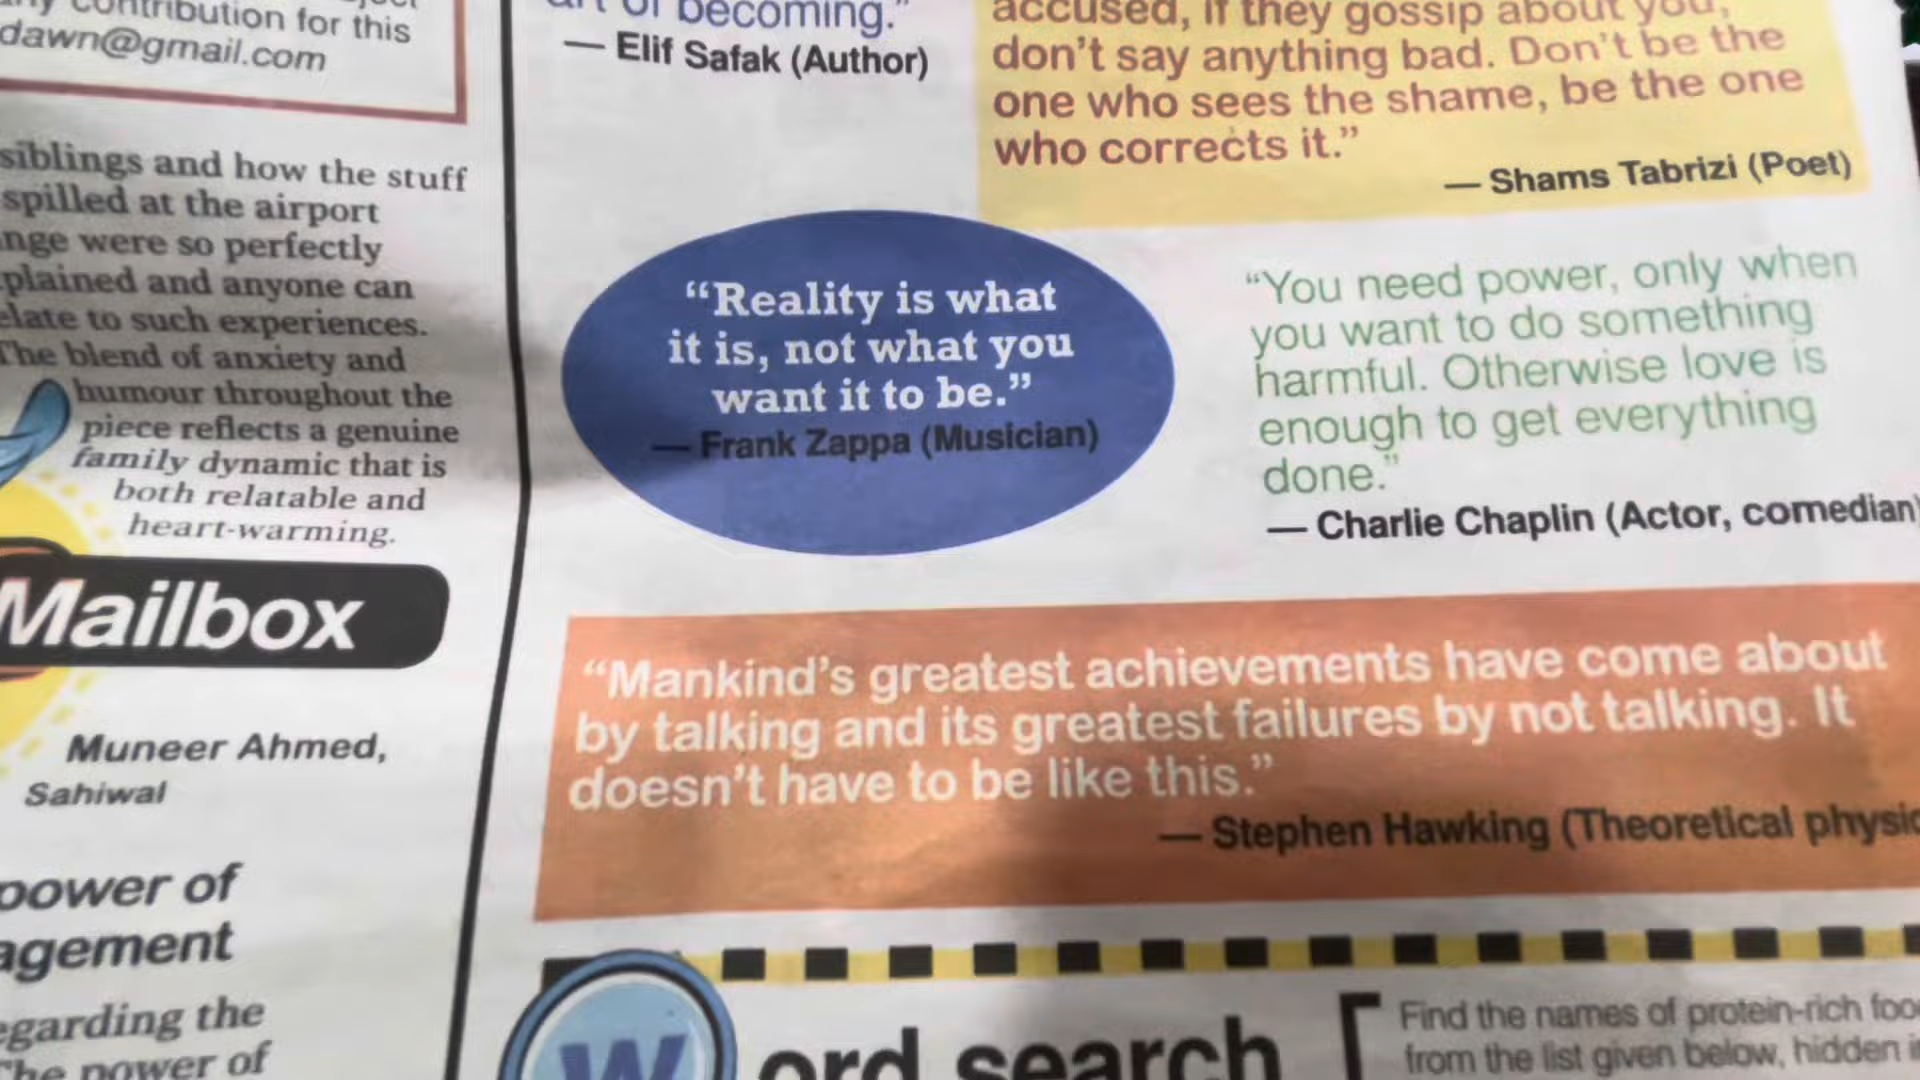 contribution for this
dawn@gmail.com
siblings and how the stuff
spilled at the airport
were so perfectly
and anyone can
to such experiences.
The blend of anxiety and
humour throughout the
piece reflects a genuine
family dynamic that is
both relatable and
heart-warming.
Mailbox
Muneer Ahmed,
Sahiwal
power of
the
The power of
of becoming."
— Elif Safak (Author)
accused, if they gossip about you,
don't say anything bad. Don't be the
one who sees the shame, be the one
who corrects it."
— Shams Tabrizi (Poet)
"Reality is what
it is, not what you
want it to be."
— Frank Zappa (Musician)
"You need power, only when
you want to do something
harmful. Otherwise love is
enough to get everything
done."
— Charlie Chaplin (Actor, comedian)
"Mankind's greatest achievements have come about
by talking and its greatest failures by not talking. It
doesn't have to be like this."
— Stephen Hawking (Theoretical
Word search
Find the names of protein-rich
from the list given below, hidden